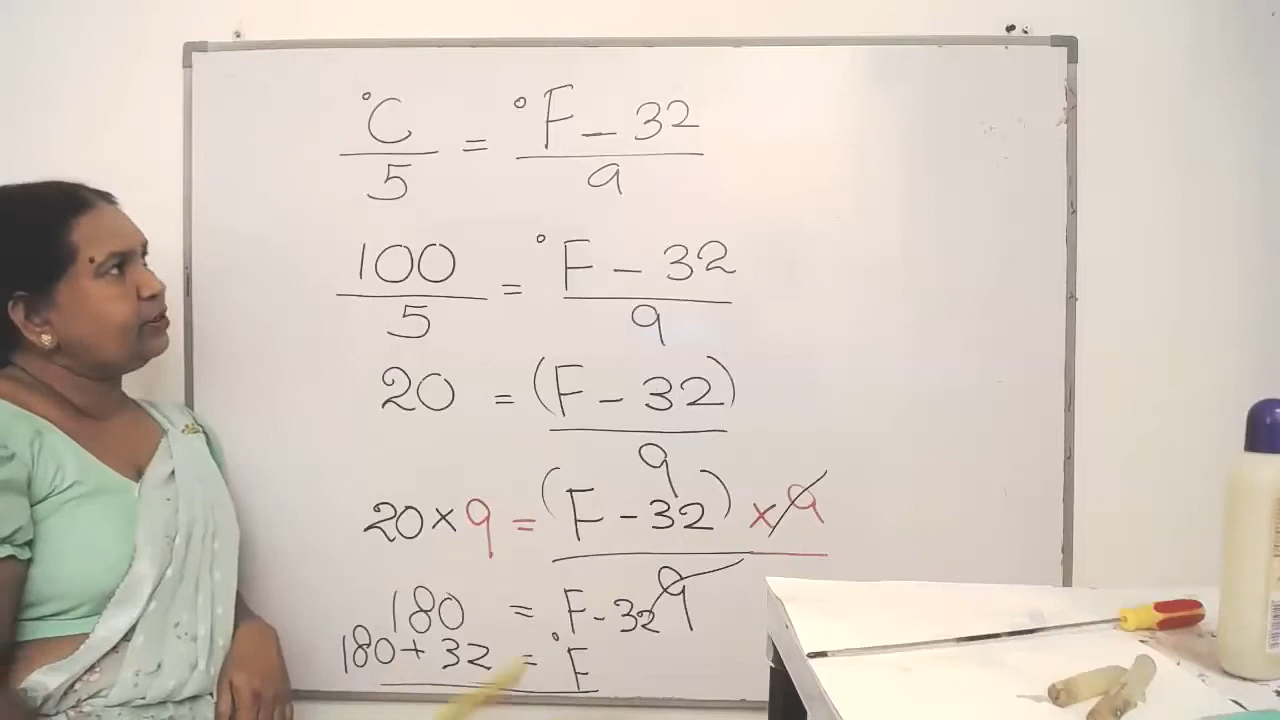 °C/5 = °F - 32/9
100/5 = °F - 32/9
20 = (F - 32)/9
20 × 9 = (F - 32) × 9/9
180 = F - 32
180 + 32 = °F